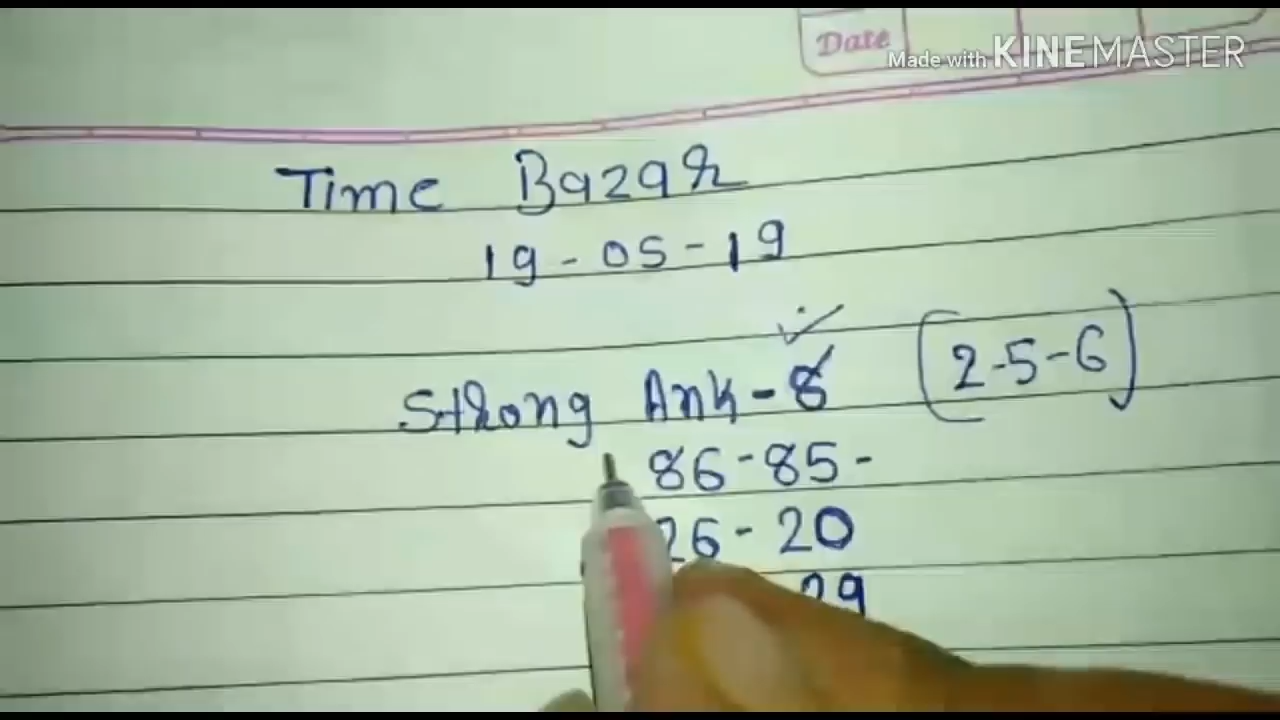 Date
Made with KINEMASTER
Time Bazar
19-05-19
Strong Ank-8 (2-5-6)
86-85-
26-20
29